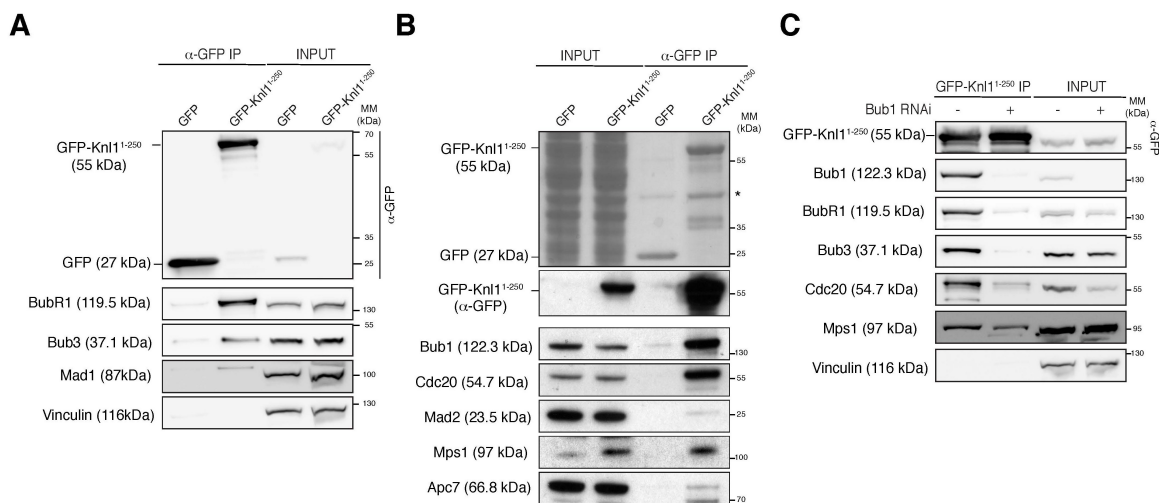 A
α-GFP IP INPUT
GFP GFP-Knl1¹⁻²⁵⁰ GFP GFP-Knl1¹⁻²⁵⁰
MM
(kDa)
GFP-Knl1¹⁻²⁵⁰
(55 kDa)
70
55
35
25
α-GFP
GFP (27 kDa)
BubR1 (119.5 kDa) 130
Bub3 (37.1 kDa) 55
35
Mad1 (87kDa) 100
Vinculin (116kDa) 130
B
INPUT α-GFP IP
GFP GFP-Knl1¹⁻²⁵⁰ GFP GFP-Knl1¹⁻²⁵⁰
MM
(kDa)
GFP-Knl1¹⁻²⁵⁰
(55 kDa)
55
*
35
GFP (27 kDa) 25
GFP-Knl1¹⁻²⁵⁰
(α-GFP)
55
Bub1 (122.3 kDa) 130
Cdc20 (54.7 kDa) 55
Mad2 (23.5 kDa) 25
Mps1 (97 kDa) 100
Apc7 (66.8 kDa) 70
C
GFP-Knl1¹⁻²⁵⁰ IP INPUT
Bub1 RNAi - + - +
MM
(kDa)
GFP-Knl1¹⁻²⁵⁰ (55 kDa) 55
α-GFP
Bub1 (122.3 kDa) 130
BubR1 (119.5 kDa) 130
Bub3 (37.1 kDa) 55
35
Cdc20 (54.7 kDa) 55
Mps1 (97 kDa) 95
Vinculin (116 kDa) 130